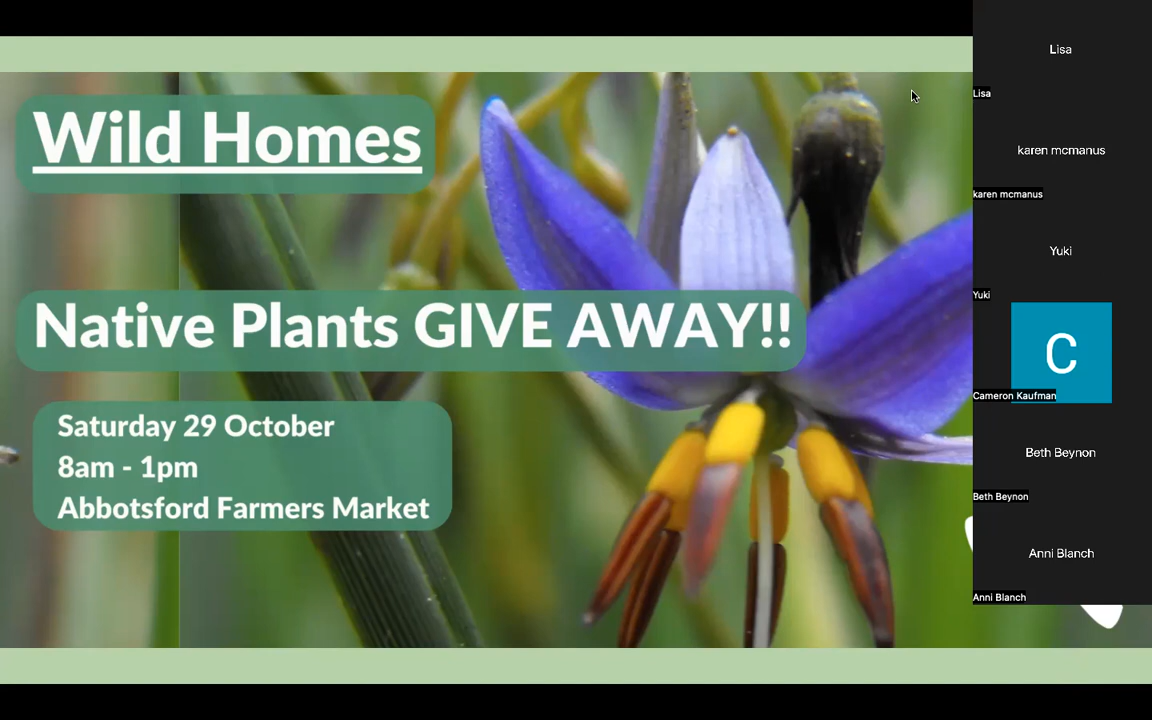 Wild Homes
Native Plants GIVE AWAY!!
Saturday 29 October
8am - 1pm
Abbotsford Farmers Market
Lisa
Lisa
karen mcmanus
karen mcmanus
Yuki
Yuki
C
Cameron Kaufman
Beth Beynon
Beth Beynon
Anni Blanch
Anni Blanch